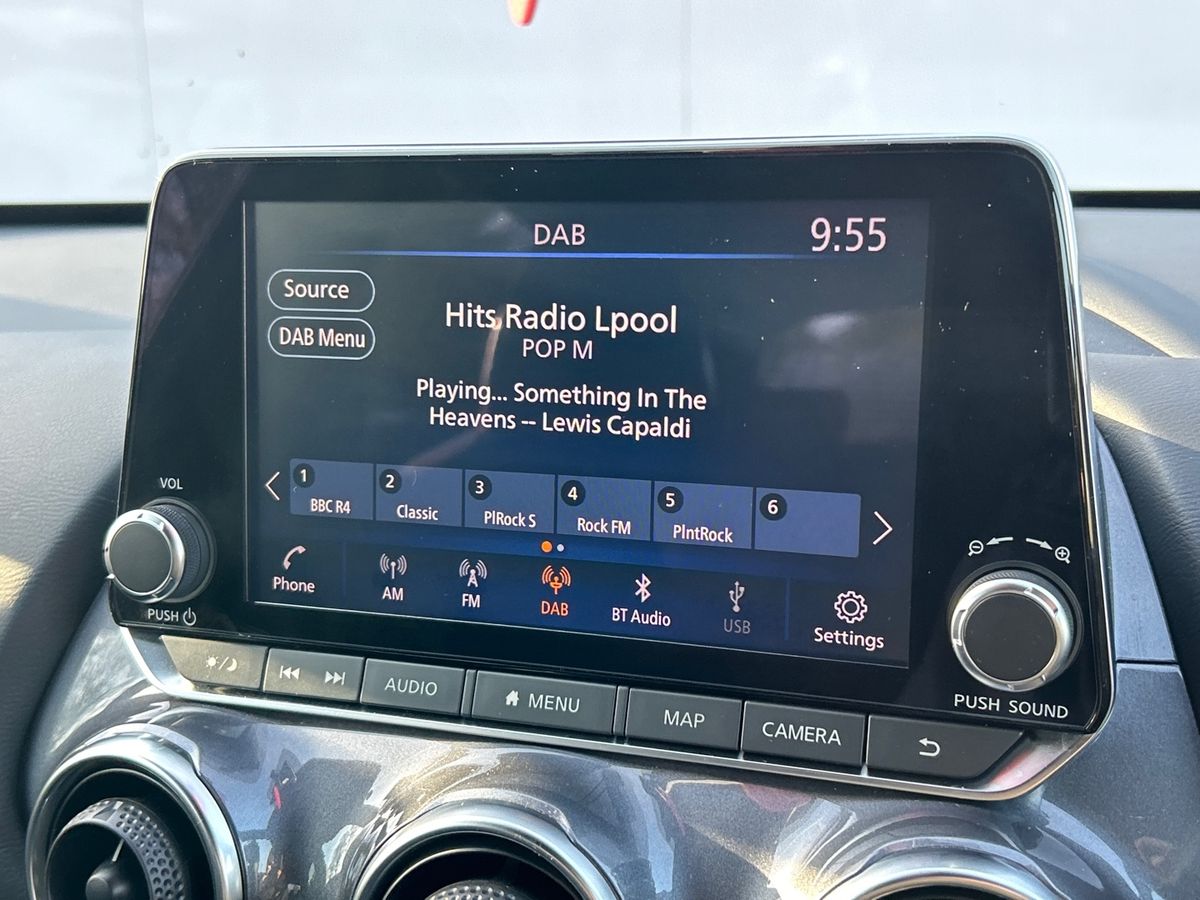 DAB
9:55
Source
DAB Menu
Hits Radio Lpool
POP M
Playing... Something In The
Heavens -- Lewis Capaldi
1
BBC R4
2
Classic
3
PlRock S
4
Rock FM
5
PlntRock
6
Phone
AM
FM
DAB
BT Audio
USB
Settings
VOL
PUSH
PUSH SOUND
AUDIO
MENU
MAP
CAMERA